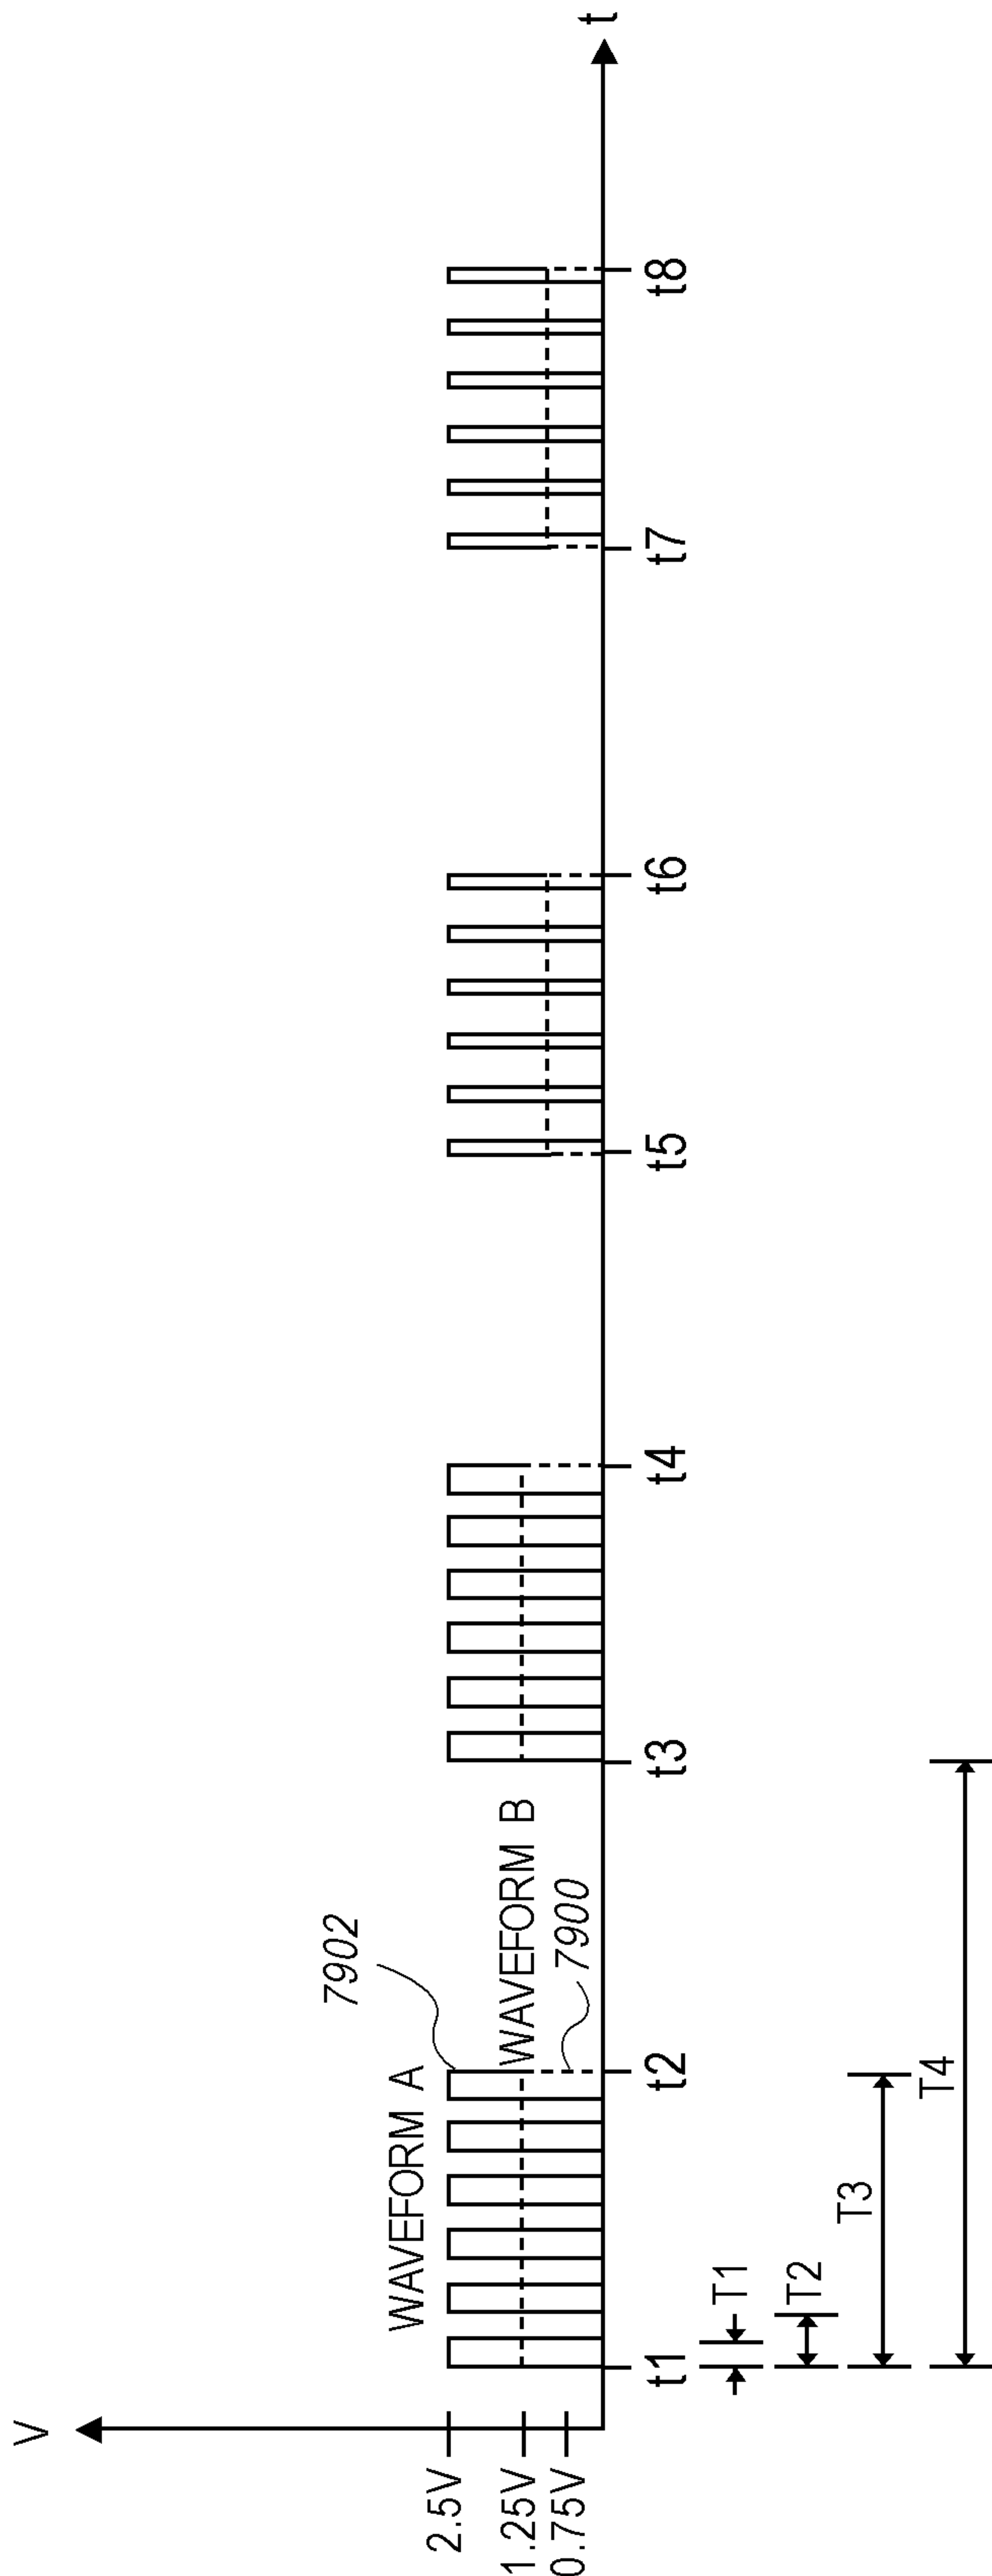 V
2.5V
1.25V
0.75V
WAVEFORM A
7902
WAVEFORM B
7900
t1
t2
t3
t4
t5
t6
t7
t8
t
T1
T2
T3
T4